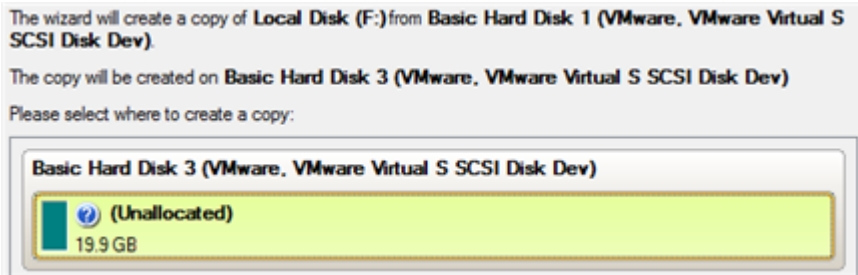 The wizard will create a copy of Local Disk (F:)from Basic Hard Disk 1 (VMware, VMware Virtual S
SCSI Disk Dev).
The copy will be created on Basic Hard Disk 3 (VMware, VMware Virtual S SCSI Disk Dev)
Please select where to create a copy:
Basic Hard Disk 3 (VMware, VMware Virtual S SCSI Disk Dev)
(Unallocated)
19.9 GB